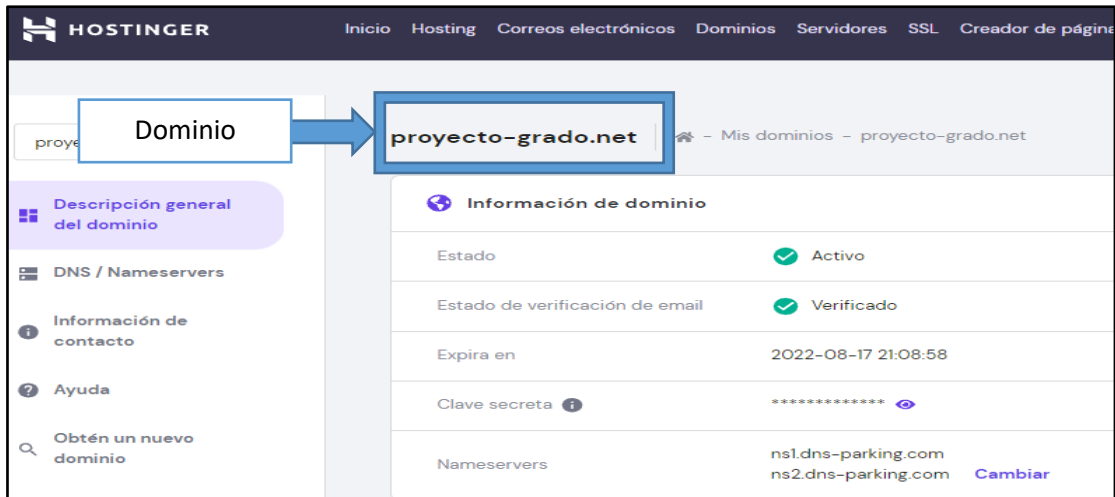 HOSTINGER
Inicio Hosting Correos electrónicos Dominios Servidores SSL Creador de página
proye
Dominio
proyecto-grado.net
- Mis dominios - proyecto-grado.net
Descripción general
del dominio
DNS / Nameservers
Información de
contacto
Ayuda
Obtén un nuevo
dominio
Información de dominio
Estado
Activo
Estado de verificación de email
Verificado
Expira en
2022-08-17 21:08:58
Clave secreta
*************
Nameservers
ns1.dns-parking.com
ns2.dns-parking.com Cambiar